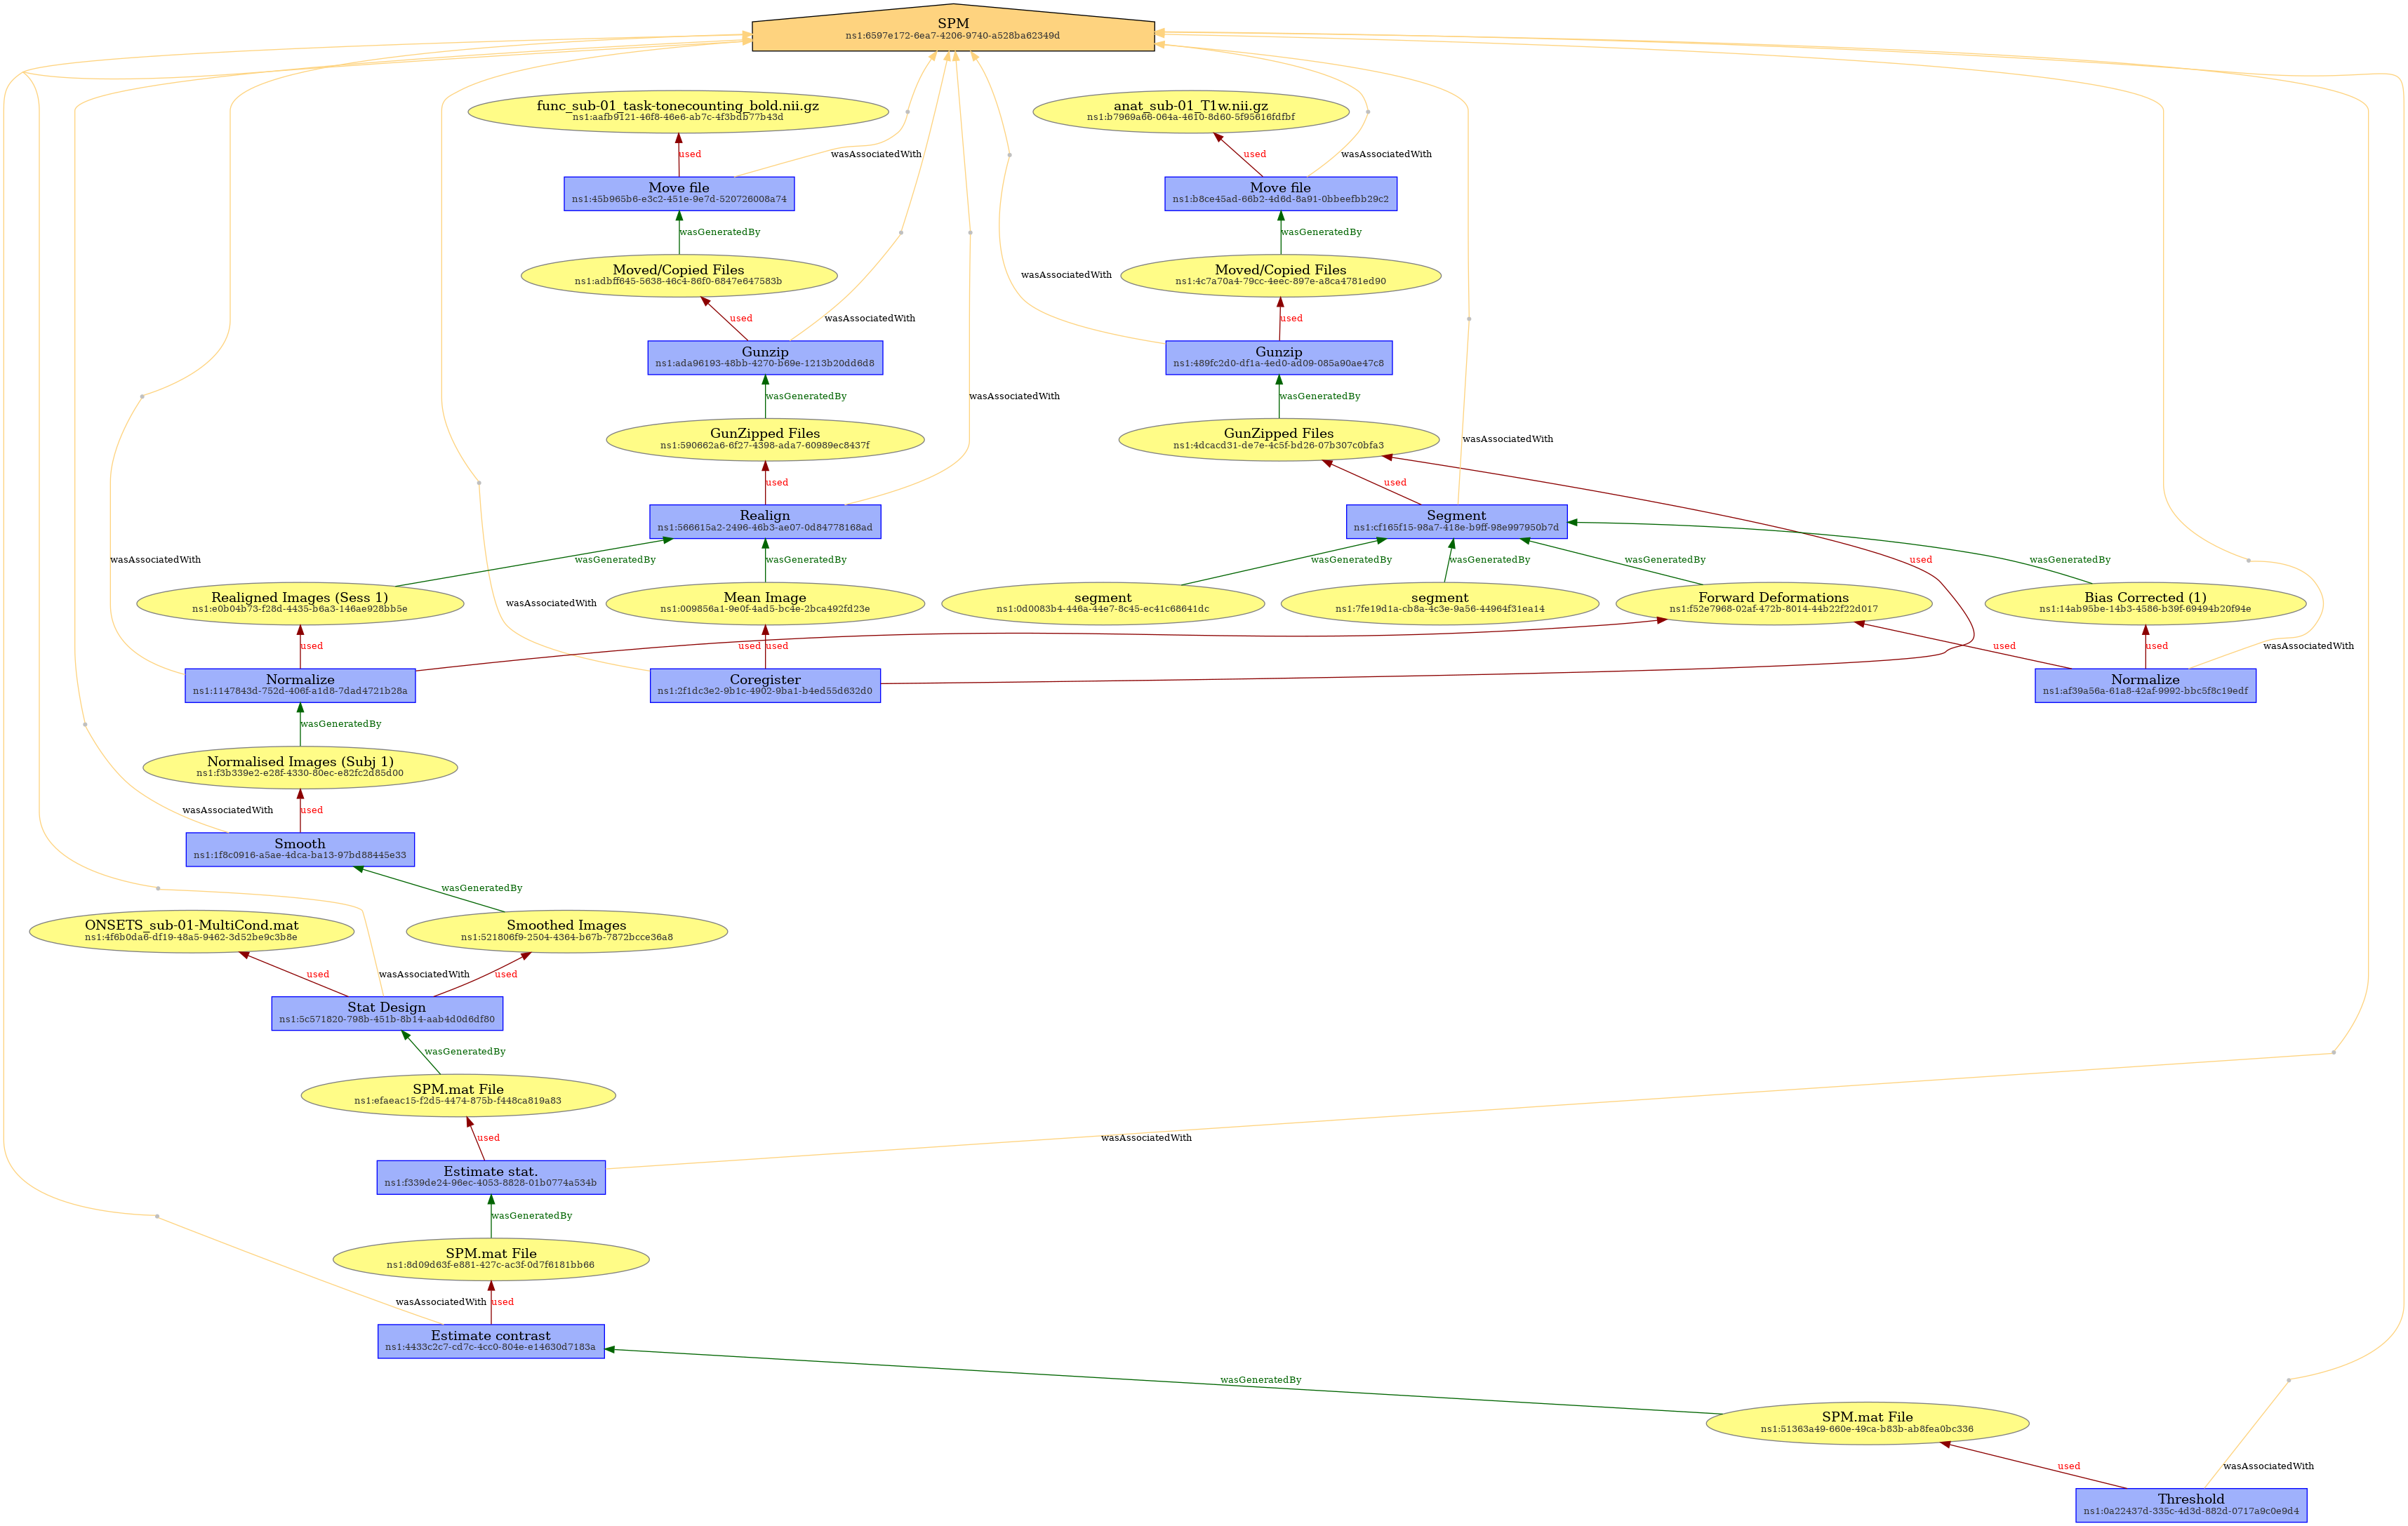 SPM
ns1:6597e172-6ea7-4206-9740-a528ba62349d
func_sub-01_task-tonecounting_bold.nii.gz
ns1:aafb9121-46f8-46e6-ab7c-4f3bdb77b43d
anat_sub-01_T1w.nii.gz
ns1:b7969a66-064a-4610-8d60-5f95616fdfbf
used
wasAssociatedWith
used
wasAssociatedWith
Move file
ns1:45b965b6-e3c2-451e-9e7d-520726008a74
Move file
ns1:b8ce45ad-66b2-4d6d-8a91-0bbeefbb29c2
wasGeneratedBy
wasGeneratedBy
Moved/Copied Files
ns1:adbff645-5638-46c4-86f0-6847e647583b
wasAssociatedWith
Moved/Copied Files
ns1:4c7a70a4-79cc-4eec-897e-a8ca4781ed90
used
wasAssociatedWith
used
Gunzip
ns1:ada96193-48bb-4270-b69e-1213b20dd6d8
Gunzip
ns1:489fc2d0-df1a-4ed0-ad09-085a90ae47c8
wasGeneratedBy
wasAssociatedWith
wasGeneratedBy
GunZipped Files
ns1:590662a6-6f27-4398-ada7-60989ec8437f
GunZipped Files
ns1:4dcacd31-de7e-4c5f-bd26-07b307c0bfa3
wasAssociatedWith
used
used
Realign
ns1:566615a2-2496-46b3-ae07-0d84778168ad
Segment
ns1:cf165f15-98a7-418e-b9ff-98e997950b7d
wasAssociatedWith
wasGeneratedBy
wasGeneratedBy
wasGeneratedBy
wasGeneratedBy
wasGeneratedBy
used
wasGeneratedBy
Realigned Images (Sess 1)
ns1:e0b04b73-f28d-4435-b6a3-146ae928bb5e
wasAssociatedWith
Mean Image
ns1:009856a1-9e0f-4ad5-bc4e-2bca492fd23e
segment
ns1:0d0083b4-446a-44e7-8c45-ec41c68641dc
segment
ns1:7fe19d1a-cb8a-4c3e-9a56-44964f31ea14
Forward Deformations
ns1:f52e7968-02af-472b-8014-44b22f22d017
Bias Corrected (1)
ns1:14ab95be-14b3-4586-b39f-69494b20f94e
used
used
used
used
used
wasAssociatedWith
Normalize
ns1:1147843d-752d-406f-a1d8-7dad4721b28a
Coregister
ns1:2f1dc3e2-9b1c-4902-9ba1-b4ed55d632d0
Normalize
ns1:af39a56a-61a8-42af-9992-bbc5f8c19edf
wasGeneratedBy
Normalised Images (Subj 1)
ns1:f3b339e2-e28f-4330-80ec-e82fc2d85d00
wasAssociatedWith
used
Smooth
ns1:1f8c0916-a5ae-4dca-ba13-97bd88445e33
wasGeneratedBy
ONSETS_sub-01-MultiCond.mat
ns1:4f6b0da6-df19-48a5-9462-3d52be9c3b8e
Smoothed Images
ns1:521806f9-2504-4364-b67b-7872bcce36a8
used
wasAssociatedWith
used
Stat Design
ns1:5c571820-798b-451b-8b14-aab4d0d6df80
wasGeneratedBy
SPM.mat File
ns1:efaeac15-f2d5-4474-875b-f448ca819a83
used
wasAssociatedWith
Estimate stat.
ns1:f339de24-96ec-4053-8828-01b0774a534b
wasGeneratedBy
SPM.mat File
ns1:8d09d63f-e881-427c-ac3f-0d7f6181bb66
wasAssociatedWith
used
Estimate contrast
ns1:4433c2c7-cd7c-4cc0-804e-e14630d7183a
wasGeneratedBy
SPM.mat File
ns1:51363a49-660e-49ca-b83b-ab8fea0bc336
used
wasAssociatedWith
Threshold
ns1:0a22437d-335c-4d3d-882d-0717a9c0e9d4